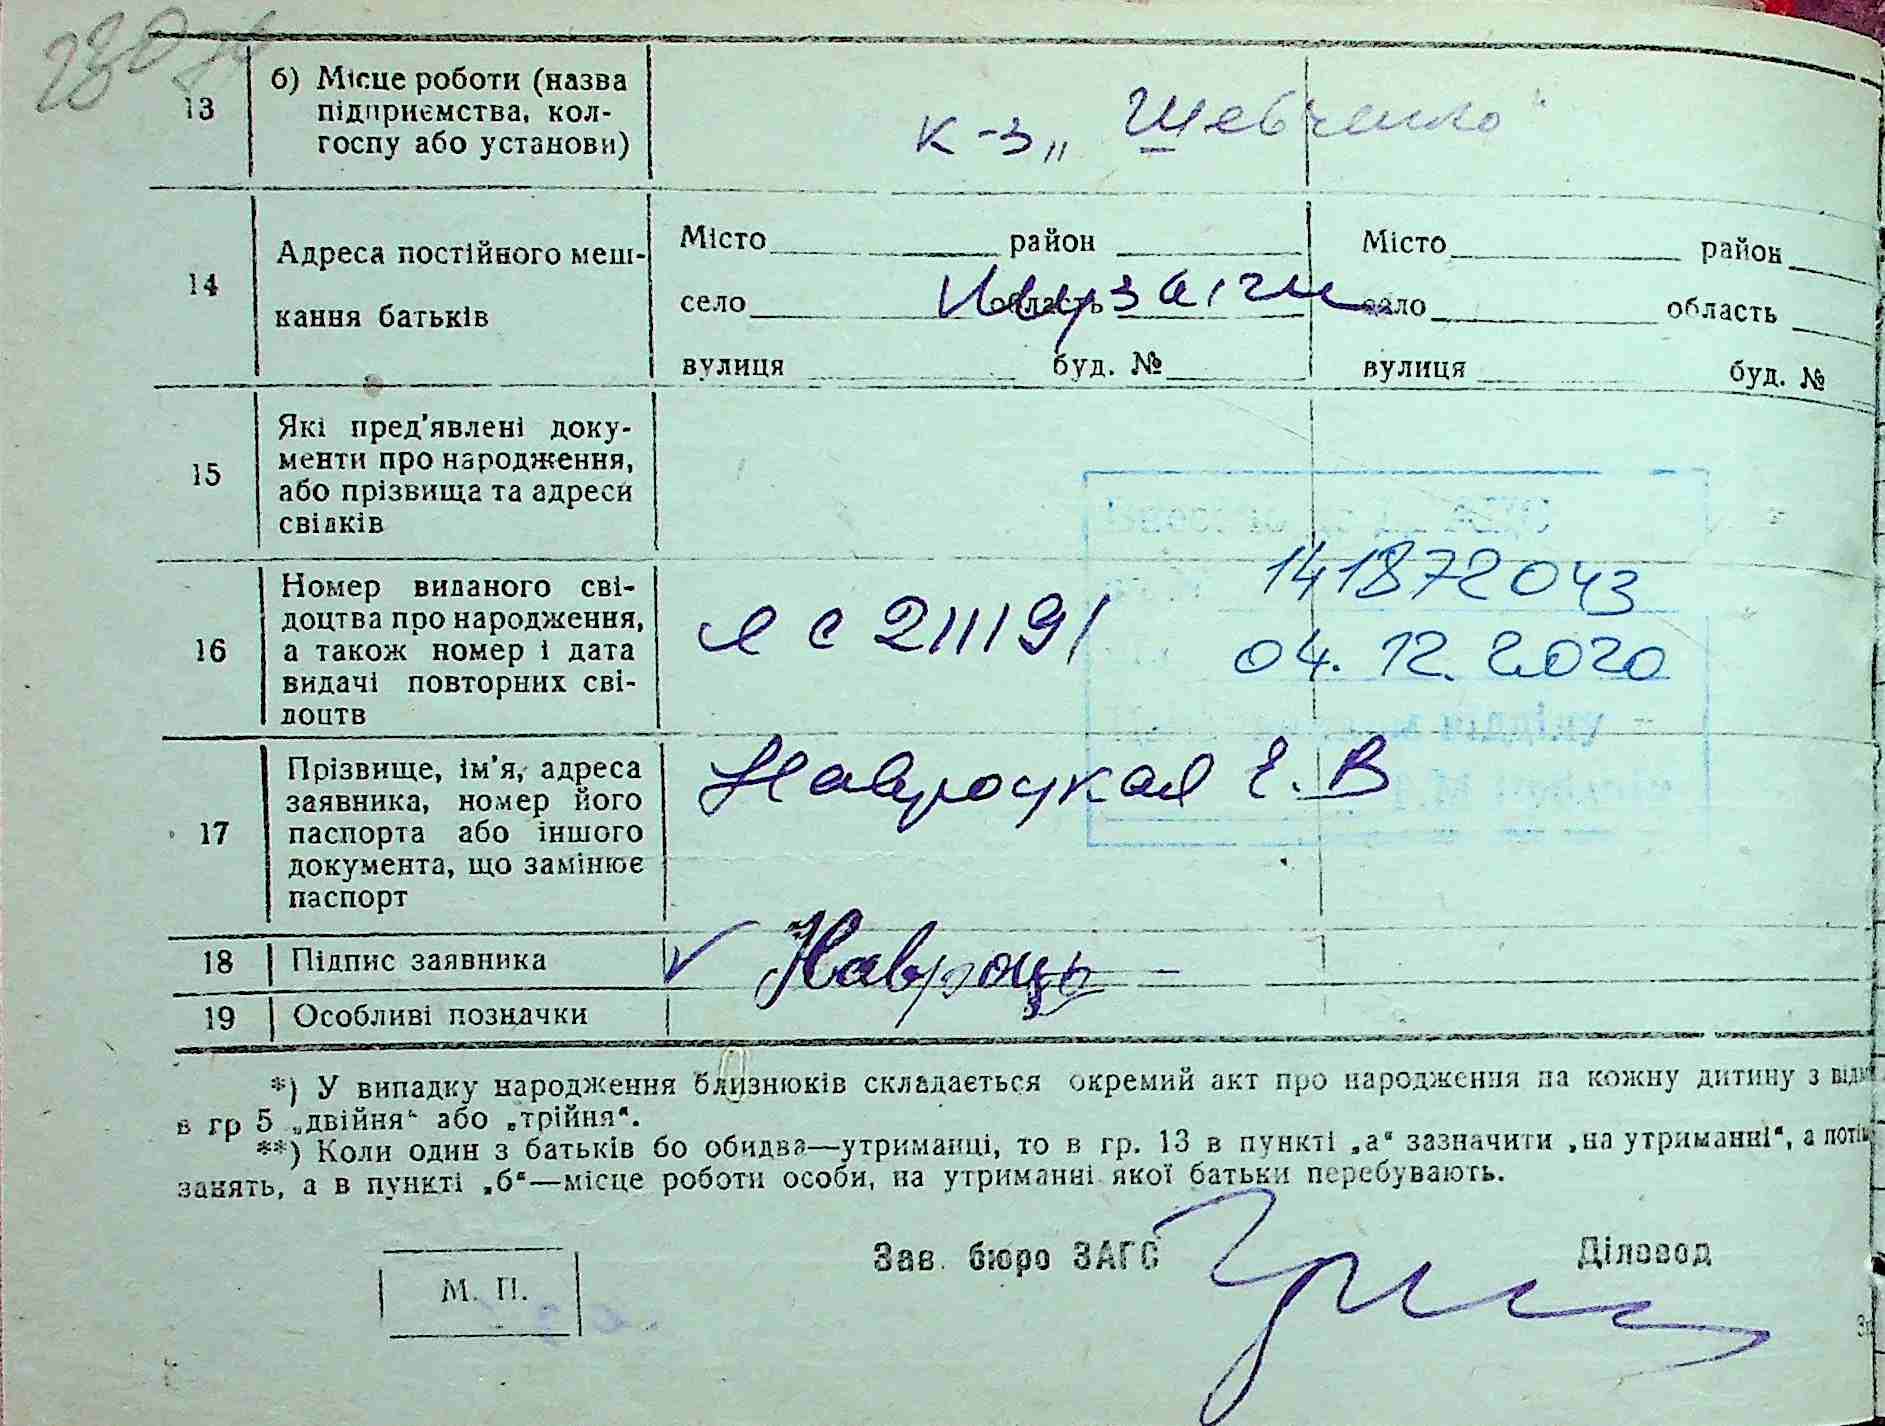 13
б) Місце роботи (назва
підприємства, кол-
госпу або установи)
к-з „Шевченко"
14
Адреса постійного меш-
кання батьків
Місто район Місто район
село область село область
вулиця буд. № вулиця буд. №
15
Які пред'явлені доку-
менти про народження,
або прізвища та адреси
свідків
16
Номер виданого сві-
доцтва про народження,
а також номер і дата
видачі повторних сві-
доцтв
ЯС 211191
141872043
04.12.2020
17
Прізвище, ім'я, адреса
заявника, номер його
паспорта або іншого
документа, що замінює
паспорт
Навроцкая Е. В
18 Підпис заявника
Навроць
19 Особливі позначки
*) У випадку народження близнюків складається окремий акт про народження на кожну дитину з
в гр 5 „двійня“ або „трійня“.
**) Коли один з батьків бо обидва—утриманці, то в гр. 13 в пункті „а“ зазначити „на утриманні“, а
занять, а в пункті „б“—місце роботи особи, на утриманні якої батьки перебувають.
Зав. бюро ЗАГС Діловод
М. П.